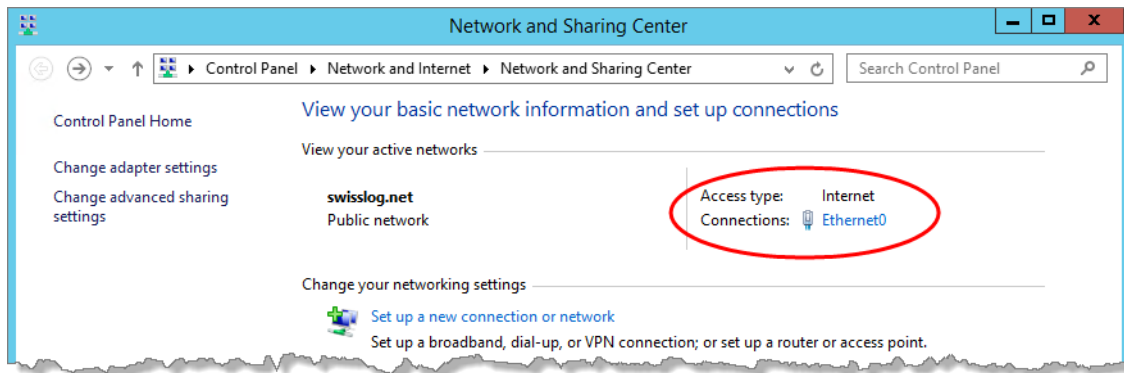 Network and Sharing Center
Control Panel Network and Internet Network and Sharing Center
Search Control Panel
Control Panel Home
Change adapter settings
Change advanced sharing
settings
View your basic network information and set up connections
View your active networks
swisslog.net
Public network
Access type: Internet
Connections: Ethernet0
Change your networking settings
Set up a new connection or network
Set up a broadband, dial-up, or VPN connection; or set up a router or access point.